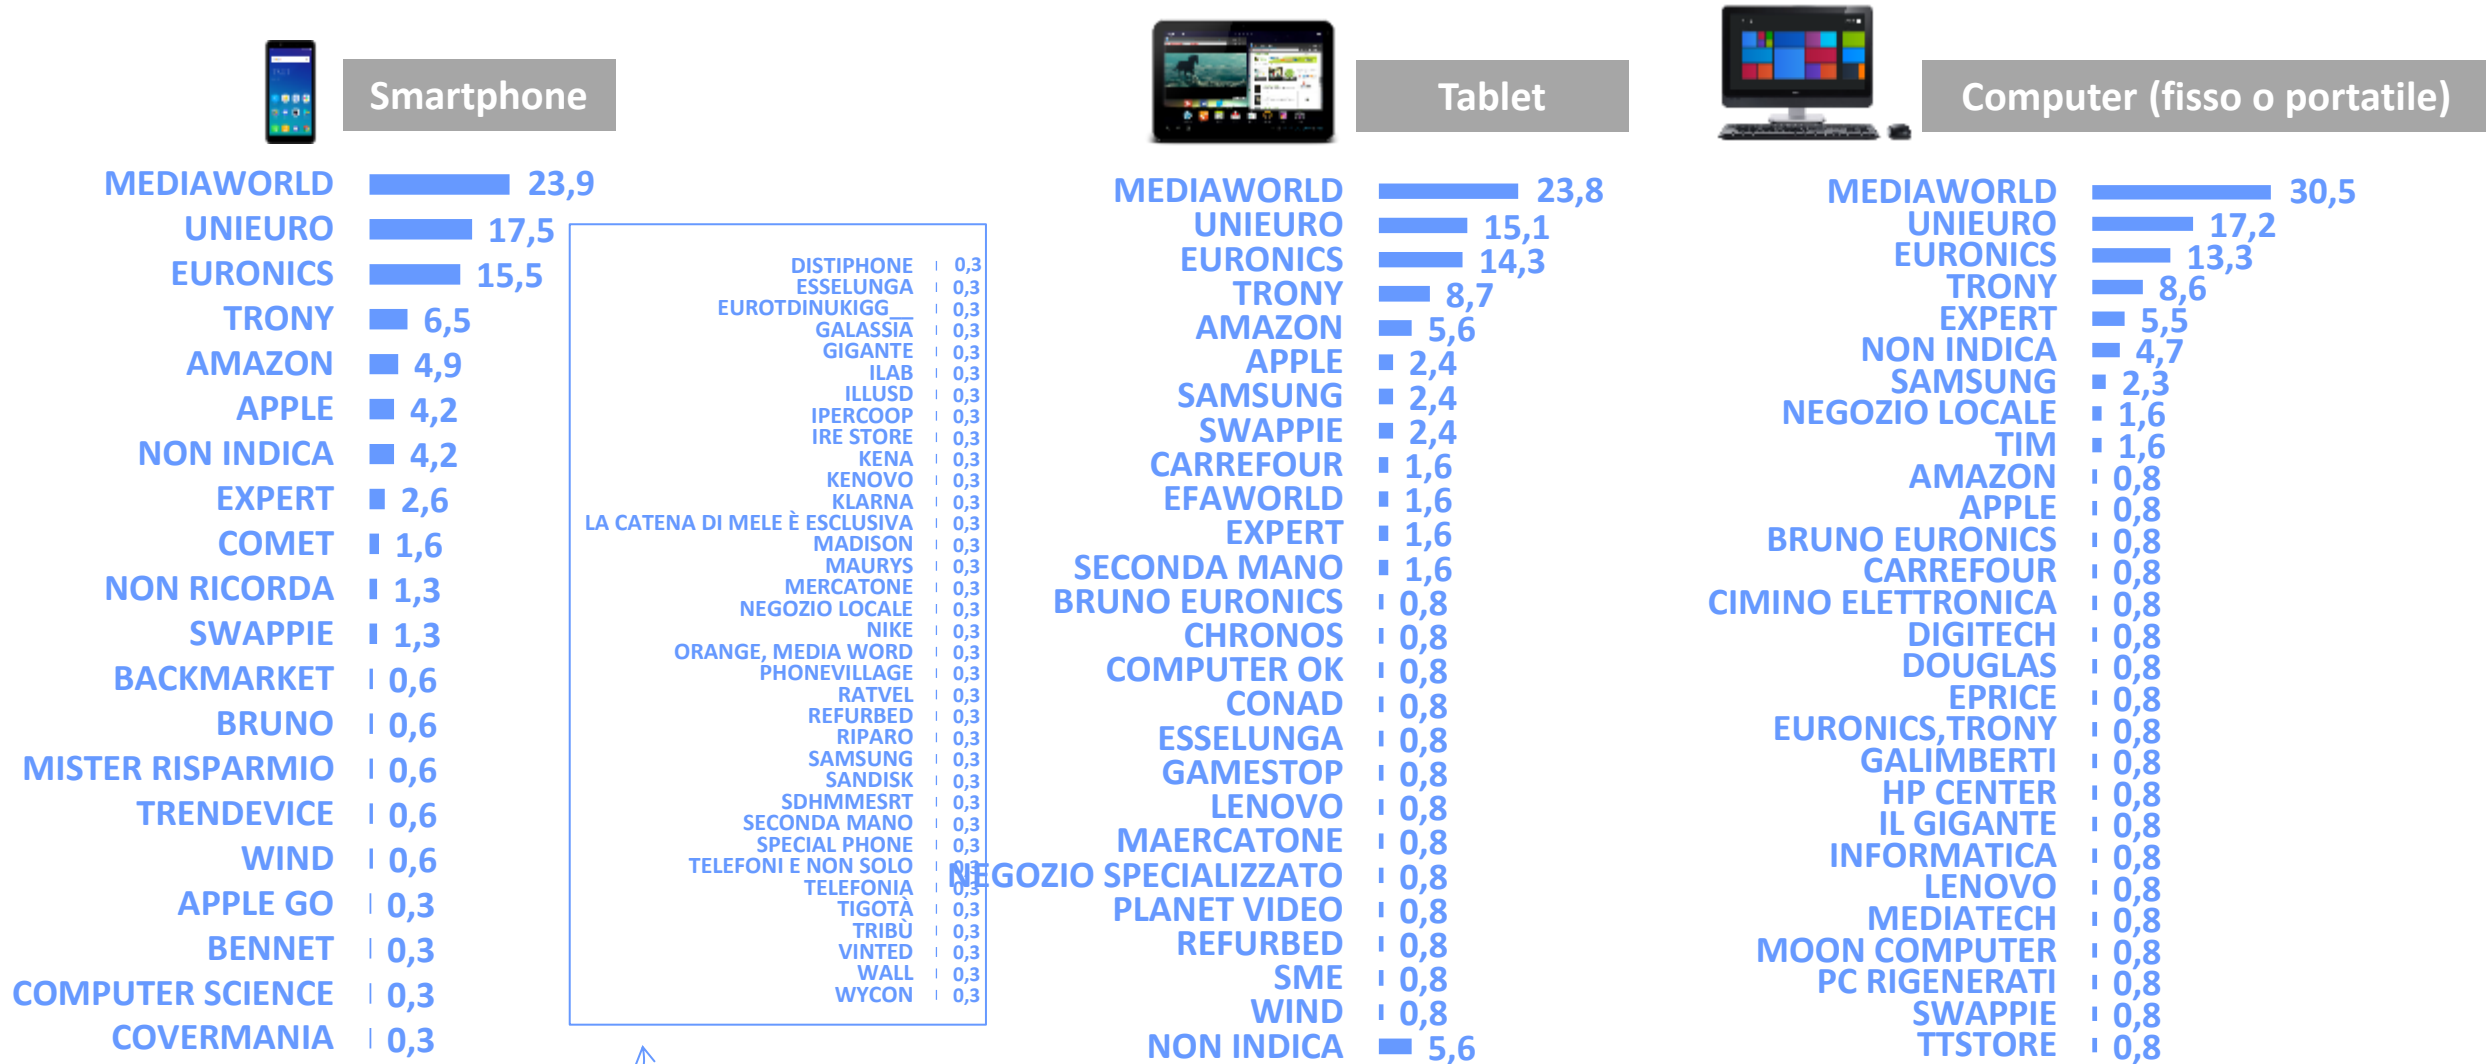 Smartphone
MEDIAWORLD 23,9
UNIEURO 17,5
EURONICS 15,5
TRONY 6,5
AMAZON 4,9
APPLE 4,2
NON INDICA 4,2
EXPERT 2,6
COMET 1,6
NON RICORDA 1,3
SWAPPIE 1,3
BACKMARKET 0,6
BRUNO 0,6
MISTER RISPARMIO 0,6
TRENDEVICE 0,6
WIND 0,6
APPLE GO 0,3
BENNET 0,3
COMPUTER SCIENCE 0,3
COVERMANIA 0,3
DISTIPHONE 0,3
ESSELUNGA 0,3
EUROTDINUKIGG__ 0,3
GALASSIA 0,3
GIGANTE 0,3
ILAB 0,3
ILLUSD 0,3
IPERCOOP 0,3
IRE STORE 0,3
KENA 0,3
KENOVO 0,3
KLARNA 0,3
LA CATENA DI MELE È ESCLUSIVA 0,3
MADISON 0,3
MAURYS 0,3
MERCATONE 0,3
NEGOZIO LOCALE 0,3
NIKE 0,3
ORANGE, MEDIA WORD 0,3
PHONEVILLAGE 0,3
RATVEL 0,3
REFURBED 0,3
RIPARO 0,3
SAMSUNG 0,3
SANDISK 0,3
SDHMMESRT 0,3
SECONDA MANO 0,3
SPECIAL PHONE 0,3
TELEFONI E NON SOLO 0,3
TELEFONIA 0,3
TIGOTÀ 0,3
TRIBÙ 0,3
VINTED 0,3
WALL 0,3
WYCON 0,3
Tablet
MEDIAWORLD 23,8
UNIEURO 15,1
EURONICS 14,3
TRONY 8,7
AMAZON 5,6
APPLE 2,4
SAMSUNG 2,4
SWAPPIE 2,4
CARREFOUR 1,6
EFAWORLD 1,6
EXPERT 1,6
SECONDA MANO 1,6
BRUNO EURONICS 0,8
CHRONOS 0,8
COMPUTER OK 0,8
CONAD 0,8
ESSELUNGA 0,8
GAMESTOP 0,8
LENOVO 0,8
MAERCATONE 0,8
NEGOZIO SPECIALIZZATO 0,8
PLANET VIDEO 0,8
REFURBED 0,8
SME 0,8
WIND 0,8
NON INDICA 5,6
Computer (fisso o portatile)
MEDIAWORLD 30,5
UNIEURO 17,2
EURONICS 13,3
TRONY 8,6
EXPERT 5,5
NON INDICA 4,7
SAMSUNG 2,3
NEGOZIO LOCALE 1,6
TIM 1,6
AMAZON 0,8
APPLE 0,8
BRUNO EURONICS 0,8
CARREFOUR 0,8
CIMINO ELETTRONICA 0,8
DIGITECH 0,8
DOUGLAS 0,8
EPRICE 0,8
EURONICS,TRONY 0,8
GALIMBERTI 0,8
HP CENTER 0,8
IL GIGANTE 0,8
INFORMATICA 0,8
LENOVO 0,8
MEDIATECH 0,8
MOON COMPUTER 0,8
PC RIGENERATI 0,8
SWAPPIE 0,8
TTSTORE 0,8